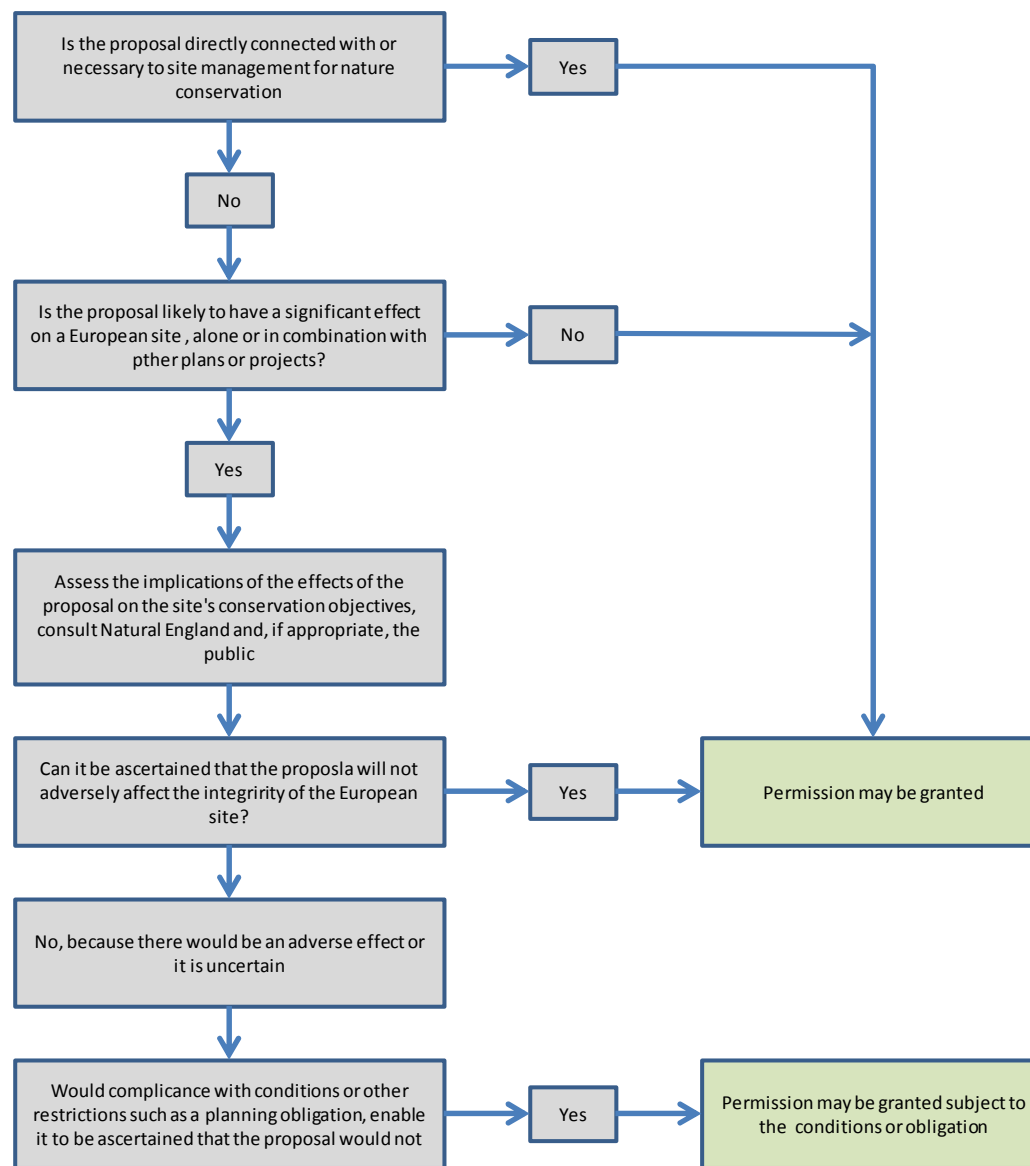 Is the proposal directly connected with or
necessary to site management for nature
conservation
Yes
No
Is the proposal likely to have a significant effect
on a European site , alone or in combination with
pther plans or projects?
No
Yes
Assess the implications of the effects of the
proposal on the site's conservation objectives,
consult Natural England and, if appropriate, the
public
Can it be ascertained that the proposla will not
adversely affect the integririty of the European
site?
Yes
Permission may be granted
No, because there would be an adverse effect or
it is uncertain
Would complicance with conditions or other
restrictions such as a planning obligation, enable
it to be ascertained that the proposal would not
Yes
Permission may be granted subject to
the conditions or obligation